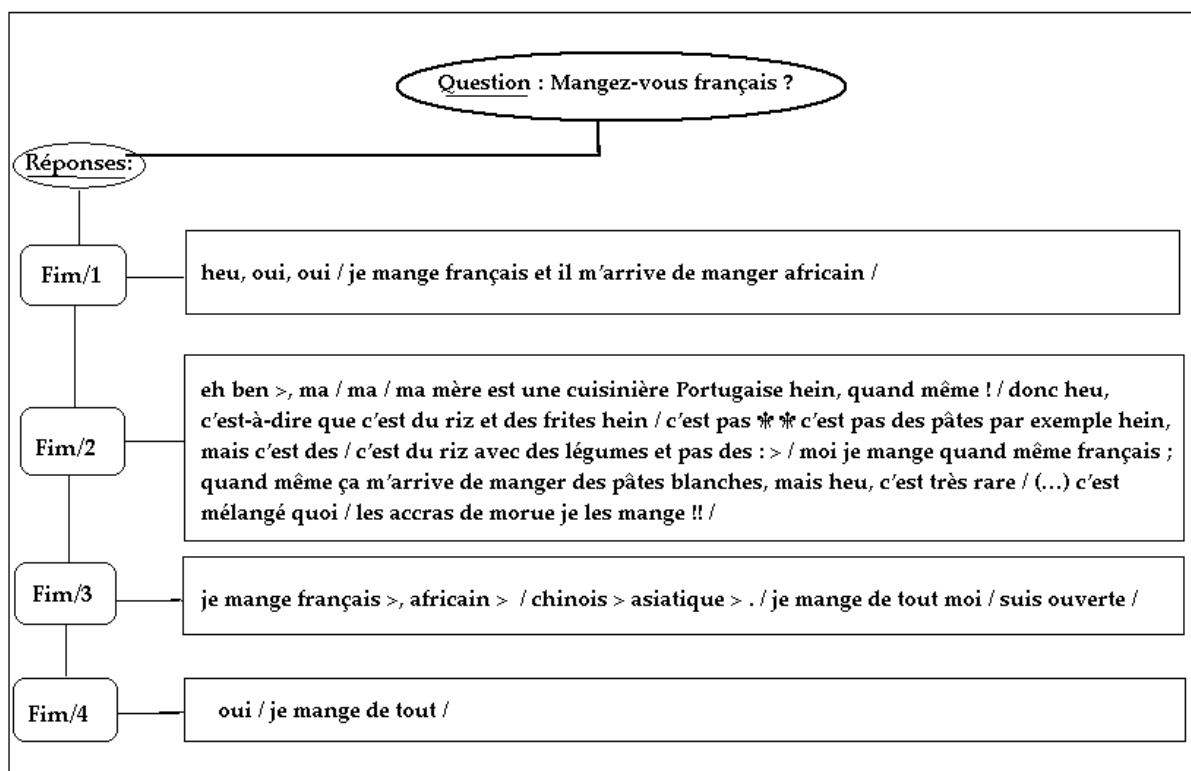 Question : Mangez-vous français ?
Réponses:
Fim/1
heu, oui, oui / je mange français et il m'arrive de manger africain /
Fim/2
eh ben >, ma / ma / ma mère est une cuisinière Portugaise hein, quand même ! / donc heu,
c'est-à-dire que c'est du riz et des frites hein / c'est pas ⚜ ⚜ c'est pas des pâtes par exemple hein,
mais c'est des / c'est du riz avec des légumes et pas des : > / moi je mange quand même français ;
quand même ça m'arrive de manger des pâtes blanches, mais heu, c'est très rare / (...) c'est
mélangé quoi / les accras de morue je les mange !! /
Fim/3
je mange français >, africain > / chinois > asiatique > . / je mange de tout moi / suis ouverte /
Fim/4
oui / je mange de tout /